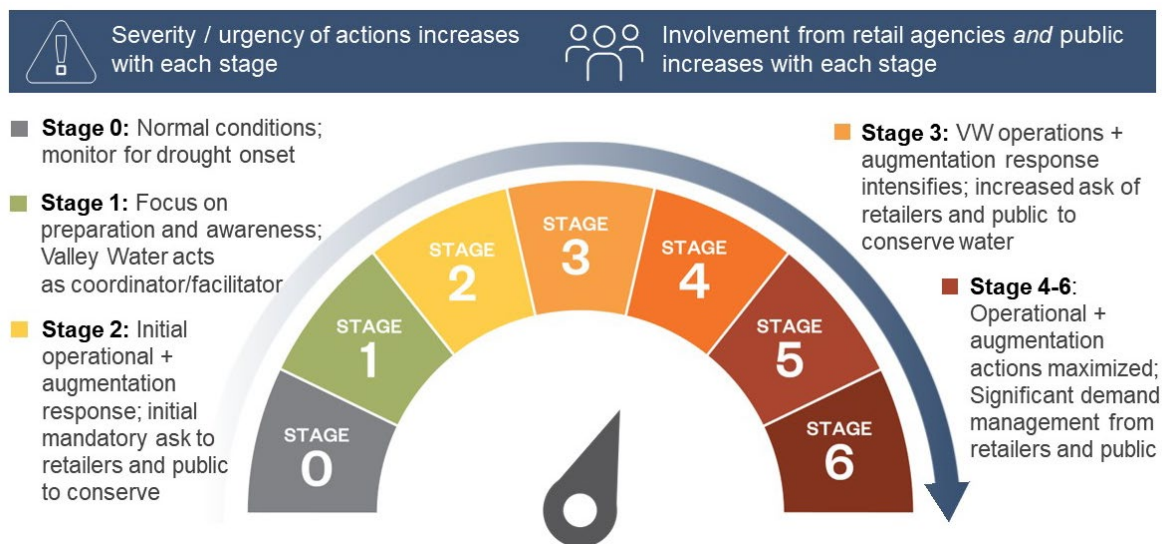 Severity / urgency of actions increases
with each stage
Involvement from retail agencies and public
increases with each stage
Stage 0: Normal conditions;
monitor for drought onset
Stage 1: Focus on
preparation and awareness;
Valley Water acts
as coordinator/facilitator
Stage 2: Initial
operational +
augmentation
response; initial
mandatory ask to
retailers and public
to conserve
STAGE
0
STAGE
1
STAGE
2
STAGE
3
STAGE
4
STAGE
5
STAGE
6
Stage 3: VW operations +
augmentation response
intensifies; increased ask of
retailers and public to
conserve water
Stage 4-6:
Operational +
augmentation
actions maximized;
Significant demand
management from
retailers and public